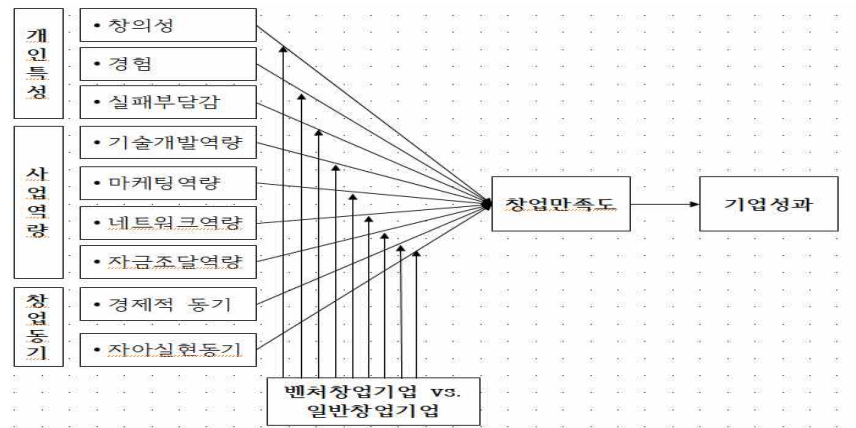 개인특성
• 창의성
• 경험
• 실패부담감
사업역량
• 기술개발역량
• 마케팅역량
• 네트워크역량
• 자금조달역량
창업동기
• 경제적 동기
• 자아실현동기
창업만족도
기업성과
벤처창업기업 vs.
일반창업기업